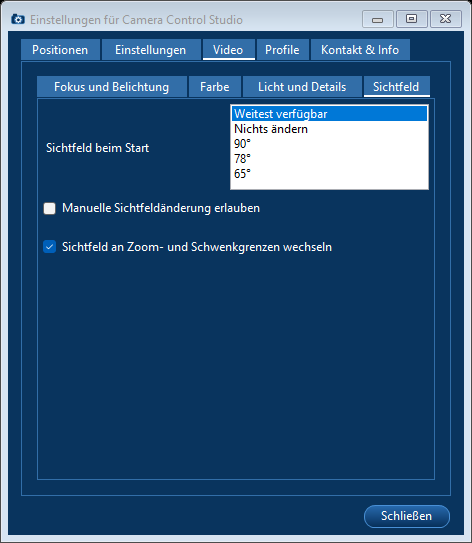 Einstellungen für Camera Control Studio
Positionen Einstellungen Video Profile Kontakt & Info
Fokus und Belichtung Farbe Licht und Details Sichtfeld
Sichtfeld beim Start
Weitest verfügbar
Nichts ändern
90°
78°
65°
Manuelle Sichtfeldänderung erlauben
Sichtfeld an Zoom- und Schwenkgrenzen wechseln
Schließen